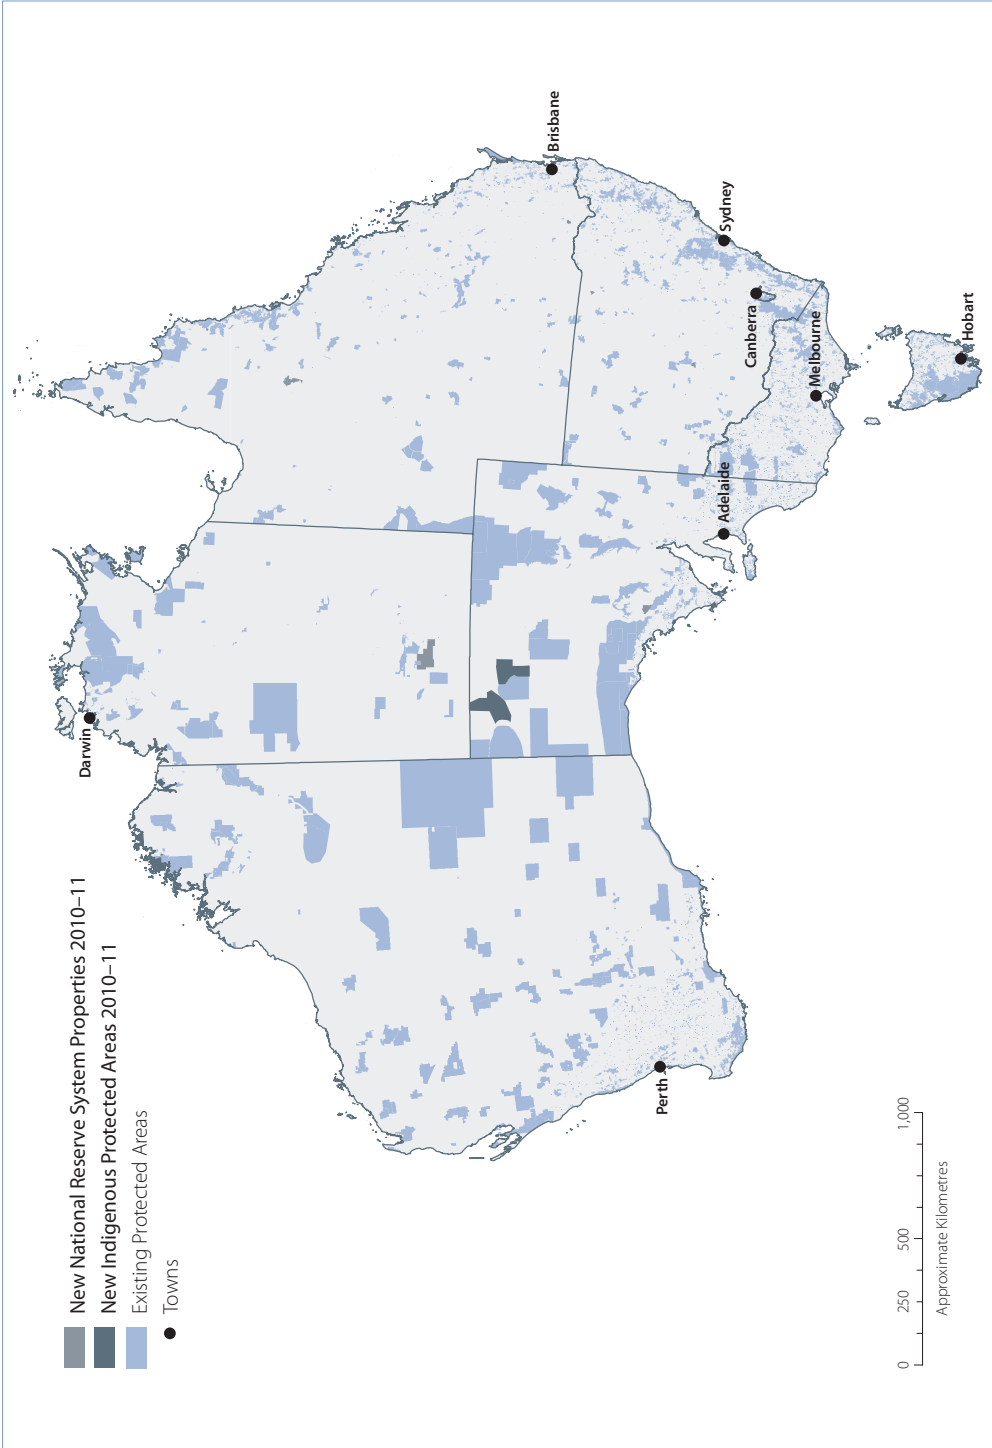 New National Reserve System Properties 2010–11
New Indigenous Protected Areas 2010–11
Existing Protected Areas
Towns
Darwin
Brisbane
Sydney
Canberra
Melbourne
Hobart
Adelaide
Perth
0 250 500 1,000
Approximate Kilometres